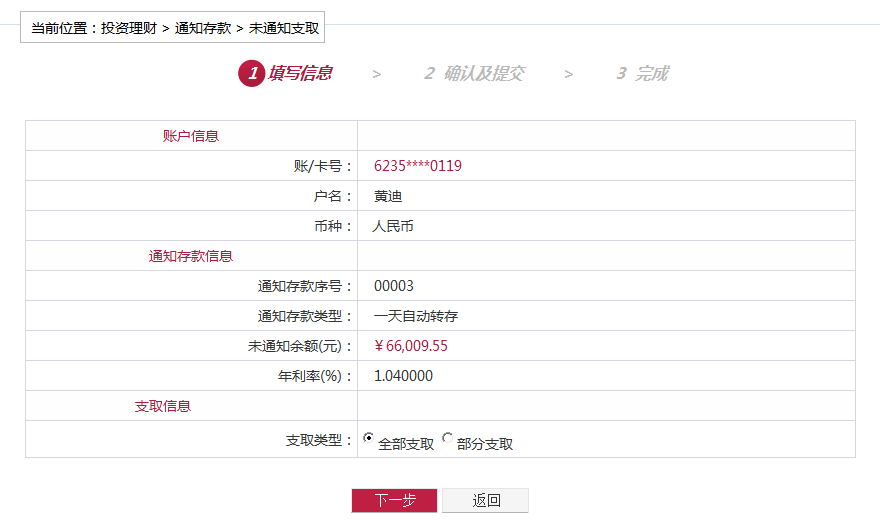 当前位置：投资理财 > 通知存款 > 未通知支取
1 填写信息 > 2 确认及提交 > 3 完成
账户信息
账/卡号： 6235****0119
户名： 黄迪
币种： 人民币
通知存款信息
通知存款序号： 00003
通知存款类型： 一天自动转存
未通知余额(元)： ￥66,009.55
年利率(%)： 1.040000
支取信息
支取类型： 全部支取 部分支取
下一步 返回